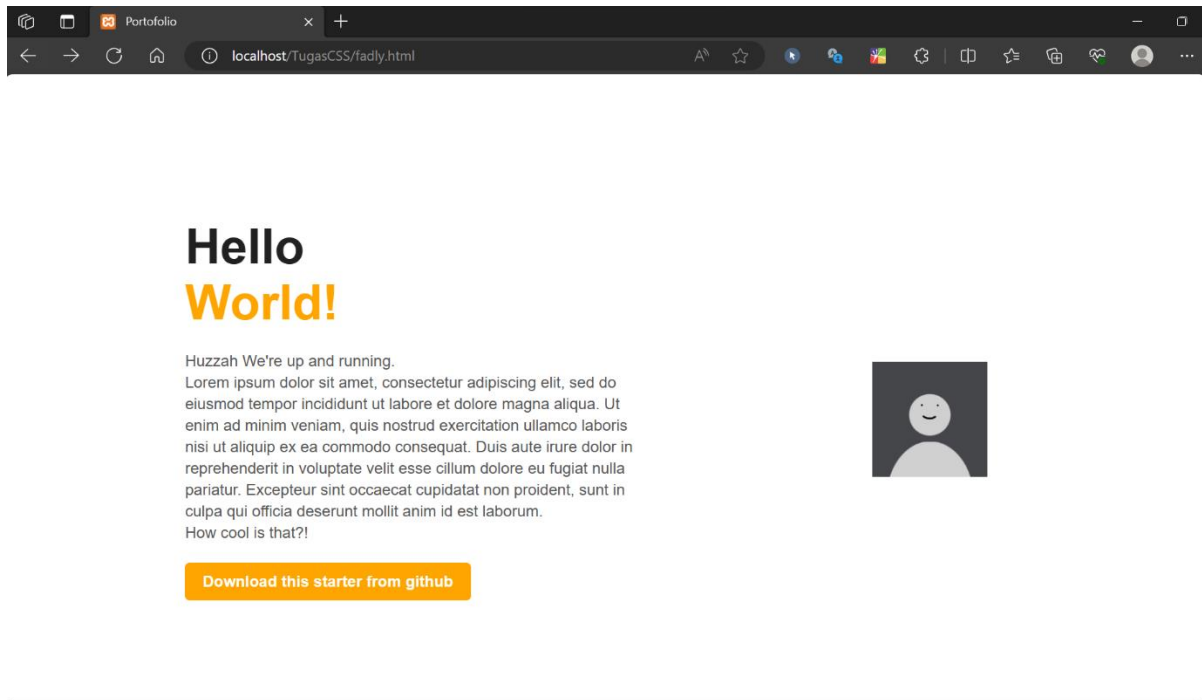 Portofolio
localhost/TugasCSS/fadly.html
Hello
World!
Huzzah We're up and running.
Lorem ipsum dolor sit amet, consectetur adipiscing elit, sed do
eiusmod tempor incididunt ut labore et dolore magna aliqua. Ut
enim ad minim veniam, quis nostrud exercitation ullamco laboris
nisi ut aliquip ex ea commodo consequat. Duis aute irure dolor in
reprehenderit in voluptate velit esse cillum dolore eu fugiat nulla
pariatur. Excepteur sint occaecat cupidatat non proident, sunt in
culpa qui officia deserunt mollit anim id est laborum.
How cool is that?!
Download this starter from github